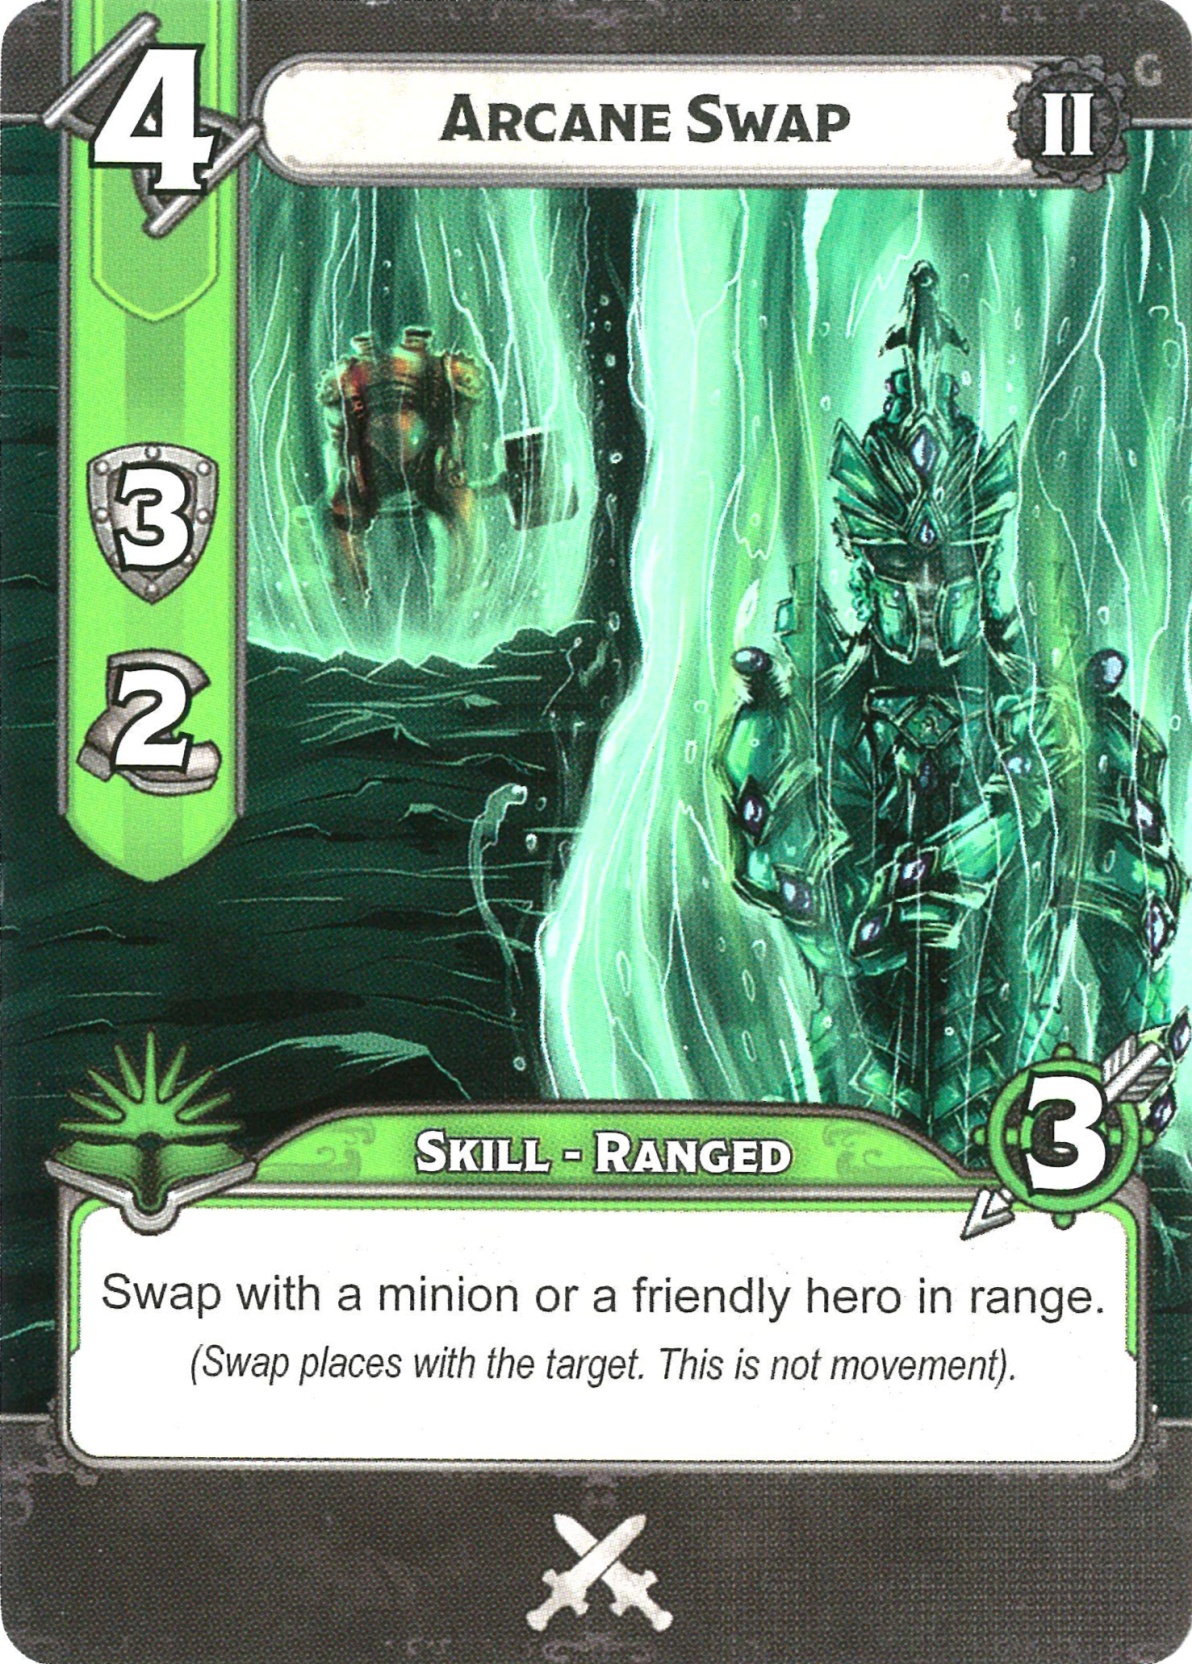 G
4
ARCANE SWAP
II
3
2
SKILL - RANGED
3
Swap with a minion or a friendly hero in range.
(Swap places with the target. This is not movement).